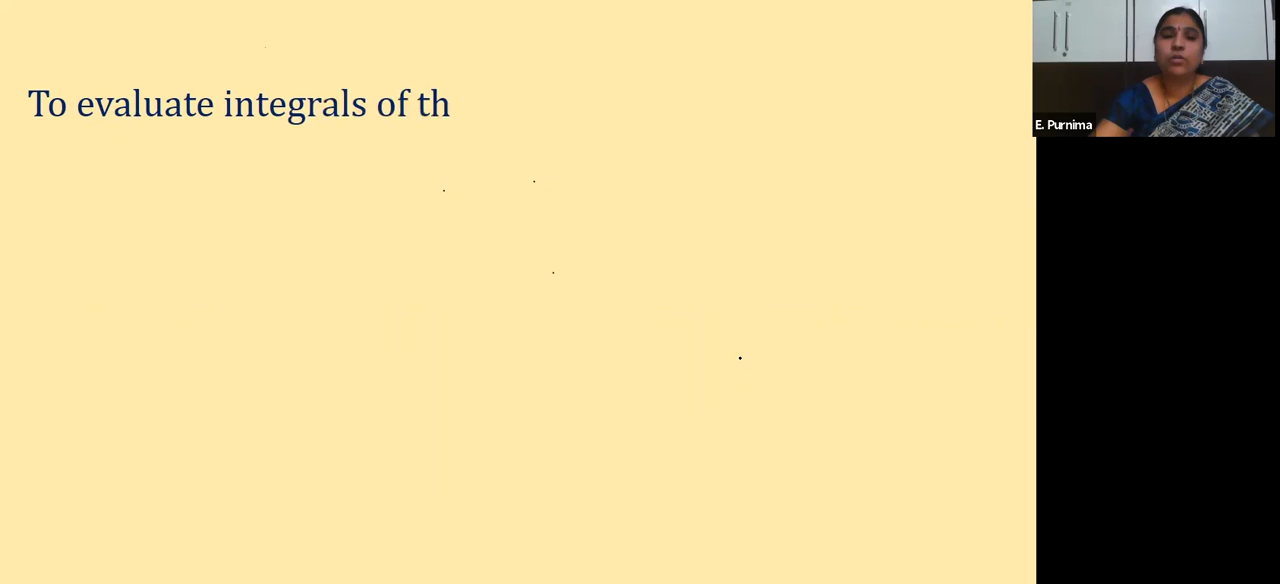 To evaluate integrals of th
E. Purnima